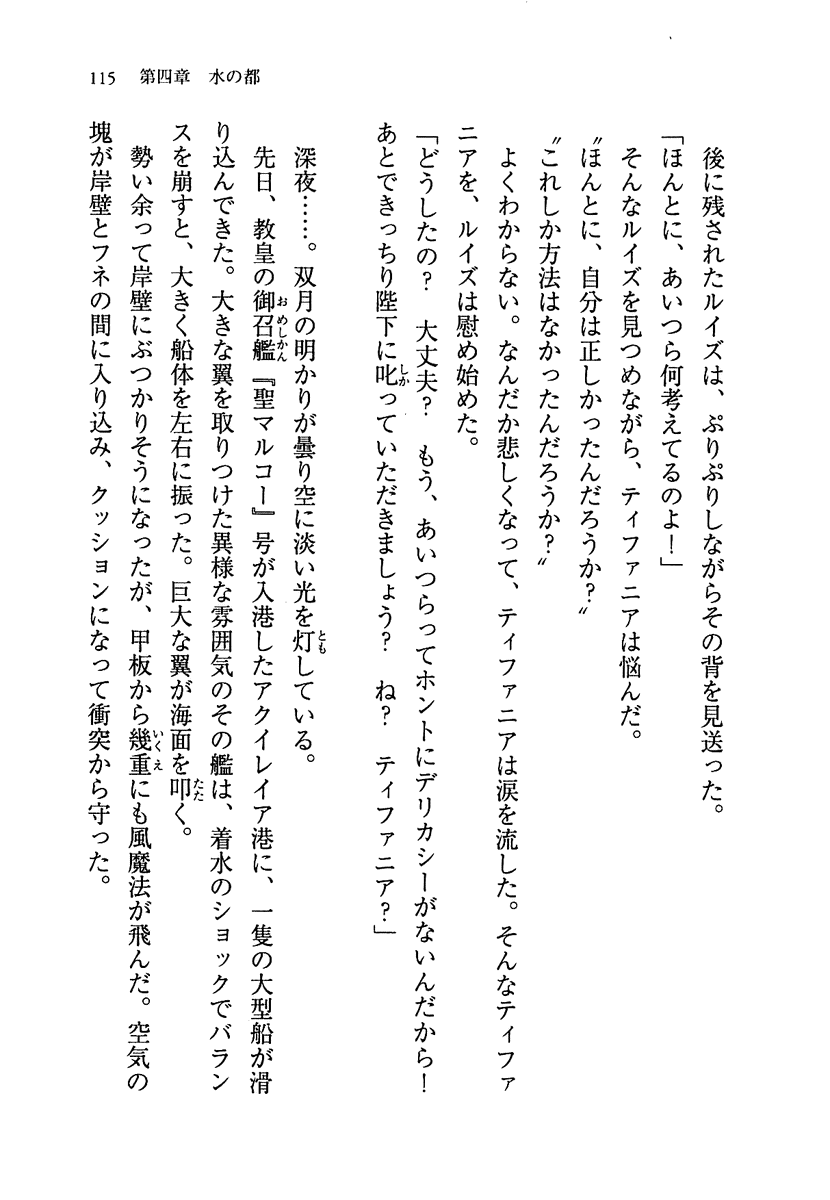 115　第四章　水の都
　後に残されたルイズは、ぷりぷりしながらその背を見送った。
「ほんとに、あいつら何考えてるのよ！」
　そんなルイズを見つめながら、ティファニアは悩んだ。
〝ほんとに、自分は正しかったんだろうか？〟
〝これしか方法はなかったんだろうか？〟
　よくわからない。なんだか悲しくなって、ティファニアは涙を流した。そんなティファ
ニアを、ルイズは慰め始めた。
「どうしたの？　大丈夫？　もう、あいつらってホントにデリカシーがないんだから！
あとできっちり陛下に叱っていただきましょう？　ね？　ティファニア？」
　深夜……。双月の明かりが曇り空に淡い光を灯している。
　先日、教皇の御召艦『聖マルコー』号が入港したアクイレイア港に、一隻の大型船が滑
り込んできた。大きな翼を取りつけた異様な雰囲気のその艦は、着水のショックでバラン
スを崩すと、大きく船体を左右に振った。巨大な翼が海面を叩く。
　勢い余って岸壁にぶつかりそうになったが、甲板から幾重にも風魔法が飛んだ。空気の
塊が岸壁とフネの間に入り込み、クッションになって衝突から守った。